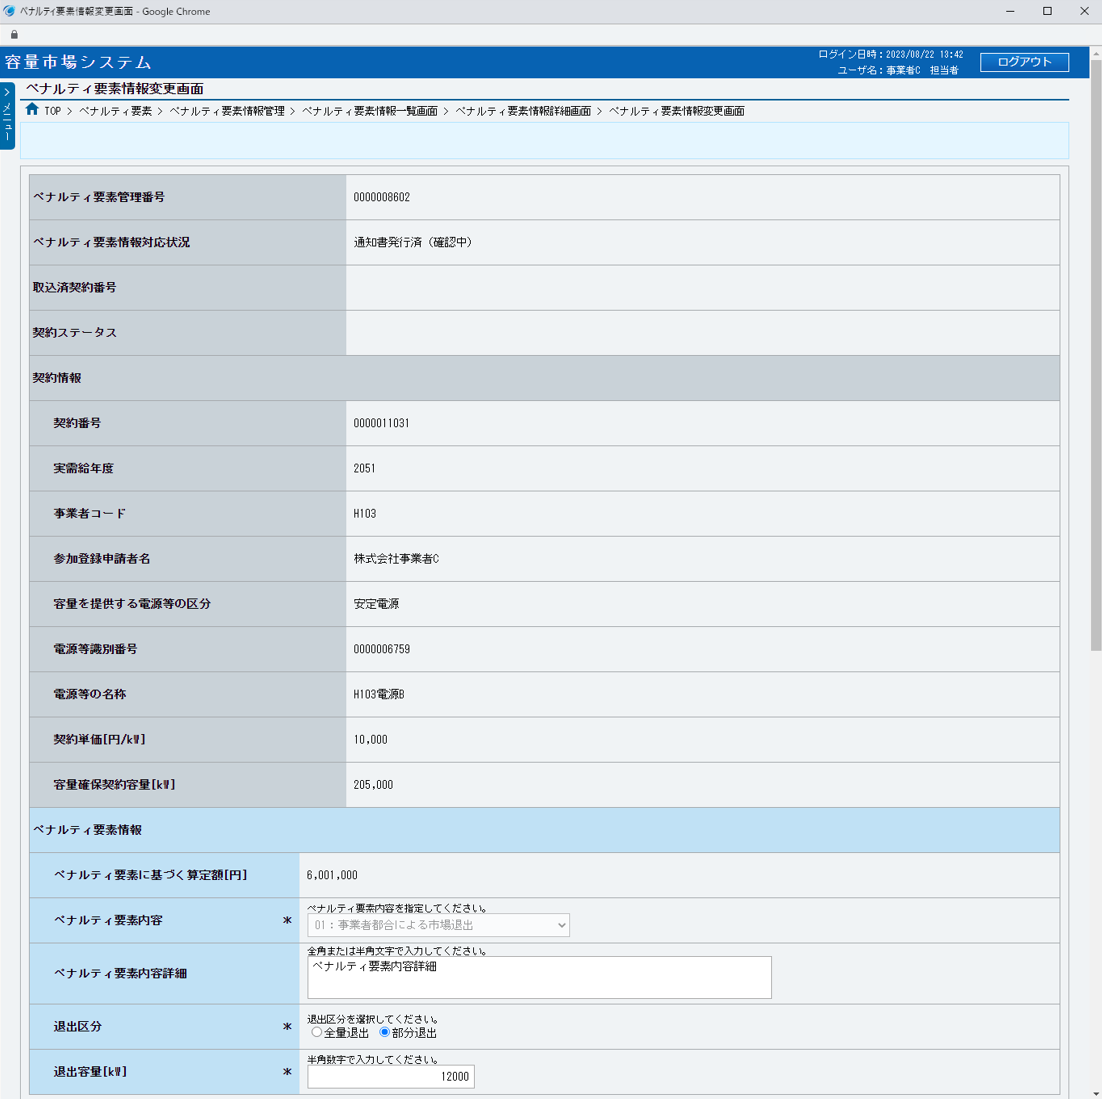 ペナルティ要素情報変更画面 - Google Chrome
容量市場システム
ログイン日時：2023/08/22 13:42
ユーザ名：事業者C　担当者
ログアウト
> メニュー
ペナルティ要素情報変更画面
TOP > ペナルティ要素 > ペナルティ要素情報管理 > ペナルティ要素情報一覧画面 > ペナルティ要素情報詳細画面 > ペナルティ要素情報変更画面
ペナルティ要素管理番号 0000008602
ペナルティ要素情報対応状況 通知書発行済（確認中）
取込済契約番号
契約ステータス
契約情報
契約番号 0000011031
実需給年度 2051
事業者コード H103
参加登録申請者名 株式会社事業者C
容量を提供する電源等の区分 安定電源
電源等識別番号 0000006759
電源等の名称 H103電源B
契約単価[円/kW] 10,000
容量確保契約容量[kW] 205,000
ペナルティ要素情報
ペナルティ要素に基づく算定額[円] 6,001,000
ペナルティ要素内容 *
ペナルティ要素内容を指定してください。
01：事業者都合による市場退出
ペナルティ要素内容詳細
全角または半角文字で入力してください。
ペナルティ要素内容詳細
退出区分 *
退出区分を選択してください。
全量退出 部分退出
退出容量[kW] *
半角数字で入力してください。
12000